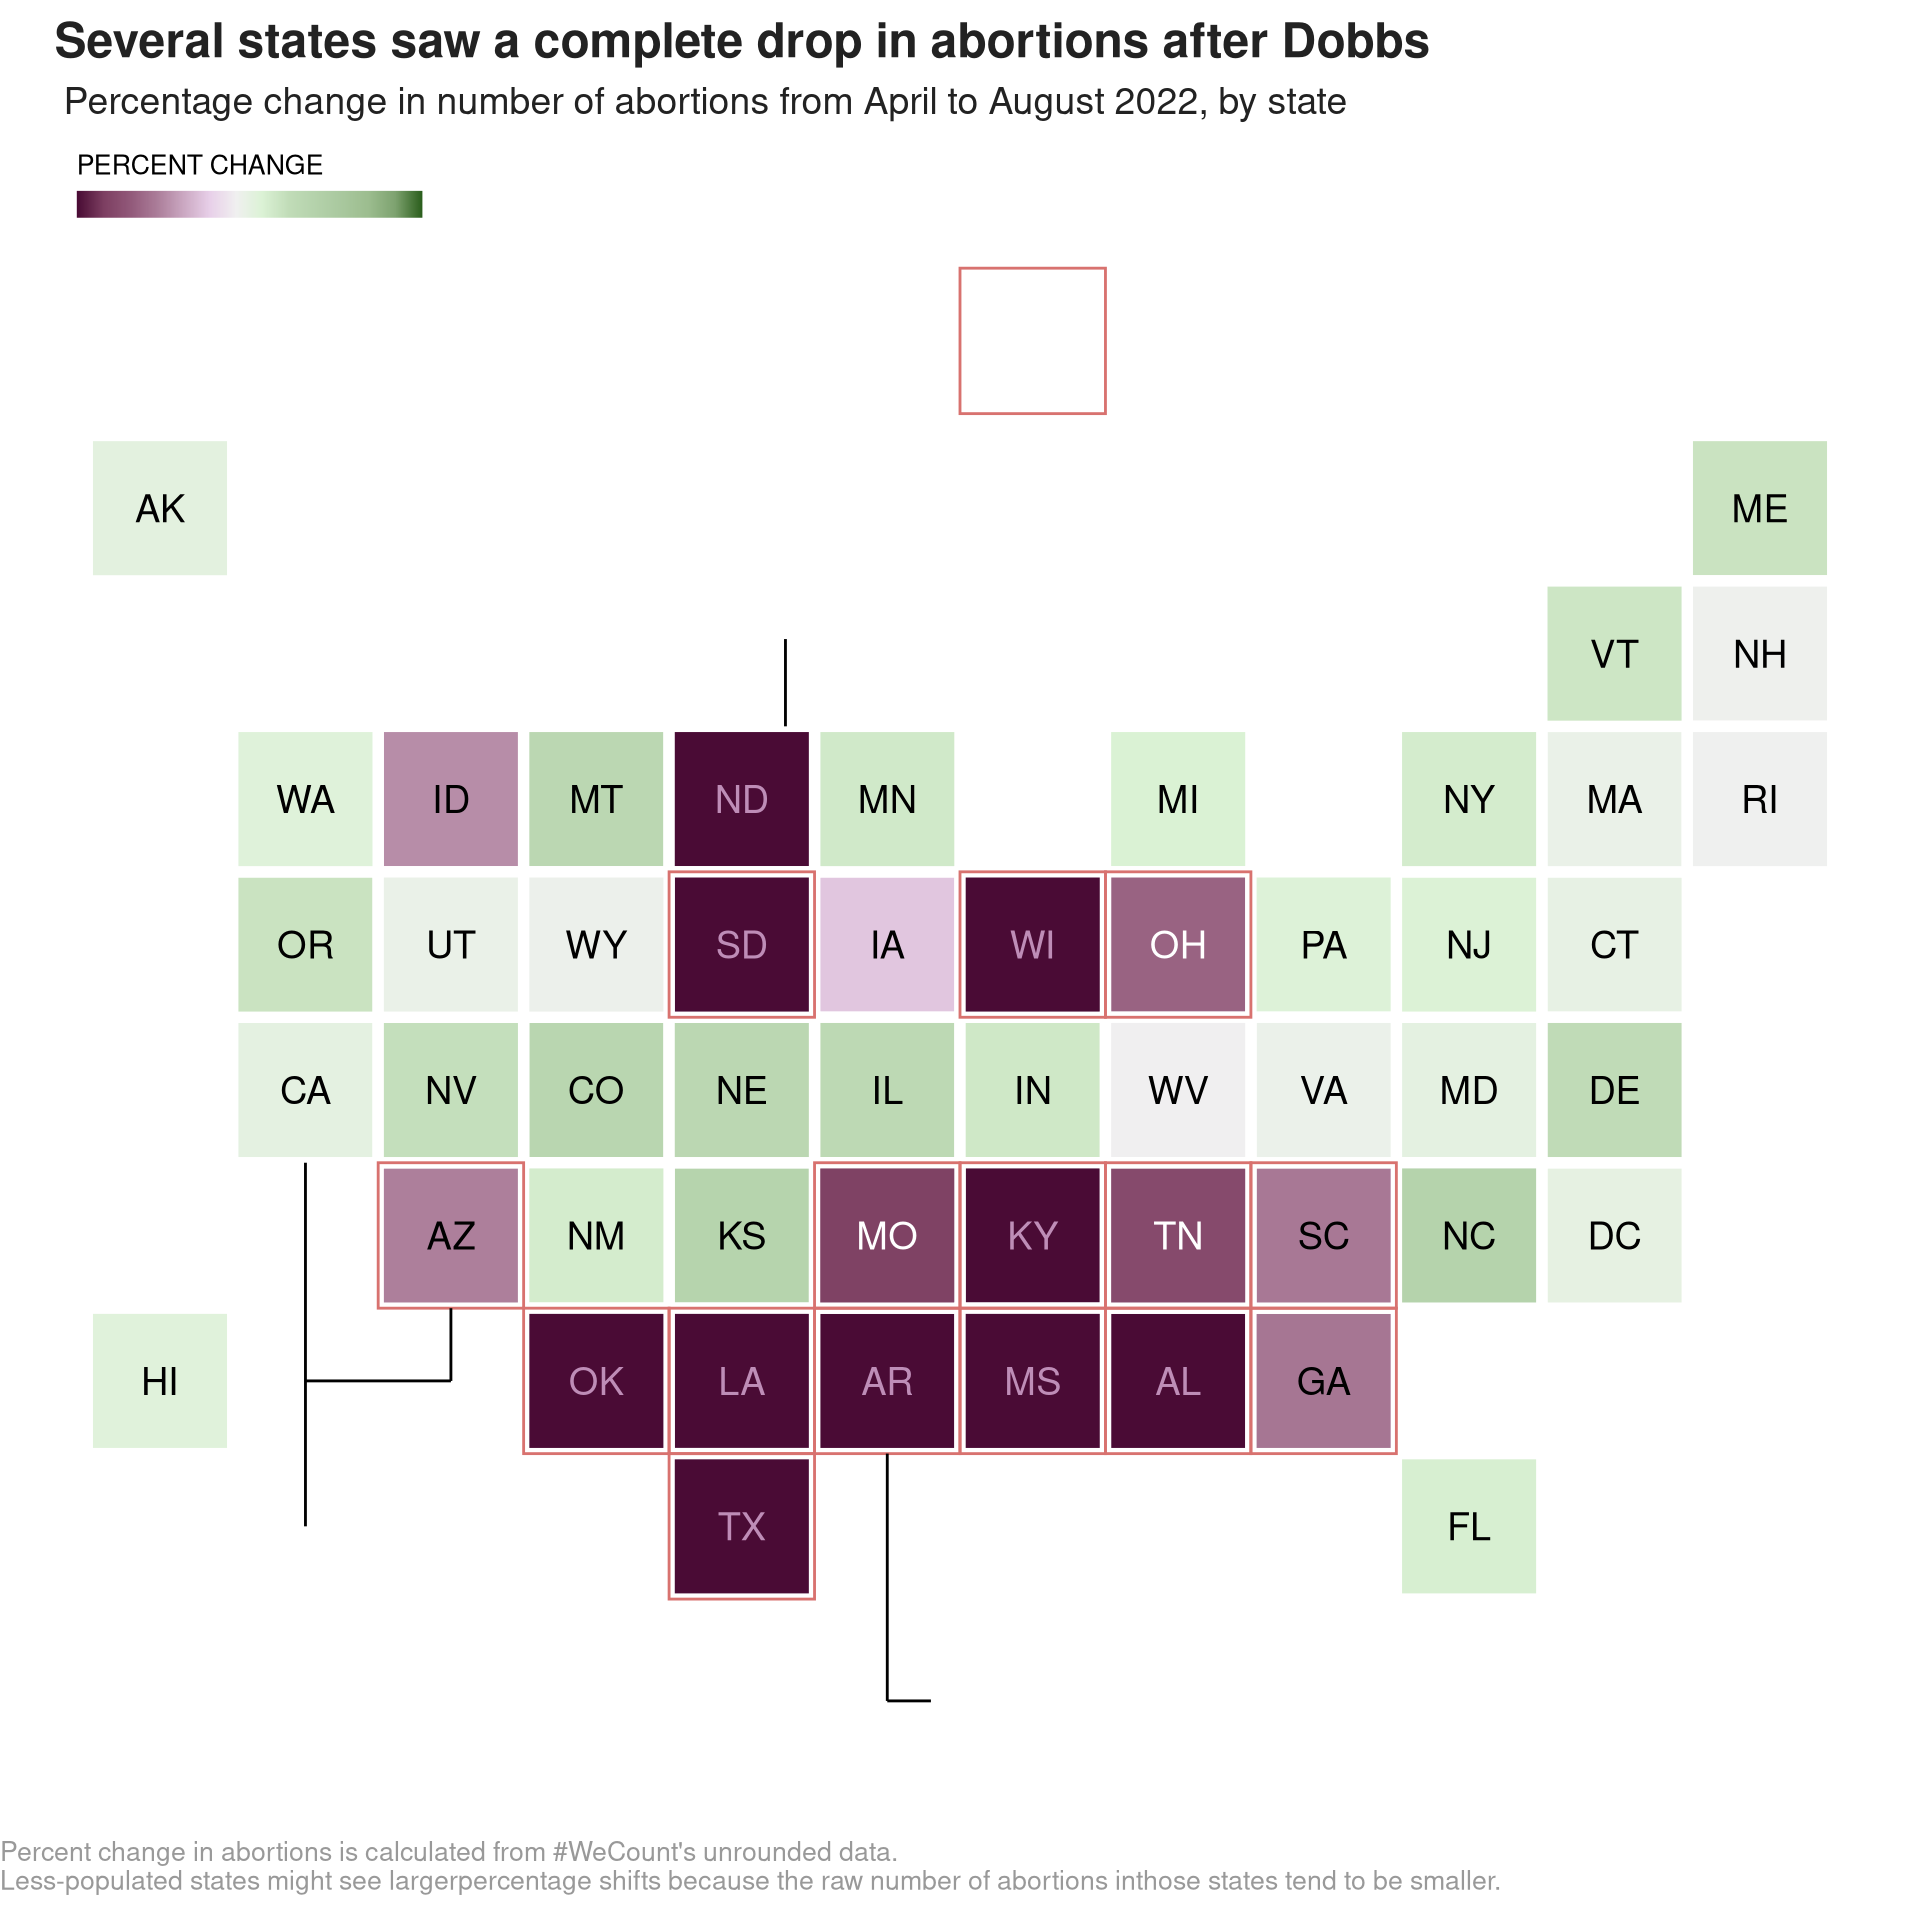 Several states saw a complete drop in abortions after Dobbs
Percentage change in number of abortions from April to August 2022, by state
PERCENT CHANGE
AK ME
VT NH
WA ID MT ND MN MI NY MA RI
OR UT WY SD IA WI OH PA NJ CT
CA NV CO NE IL IN WV VA MD DE
AZ NM KS MO KY TN SC NC DC
HI OK LA AR MS AL GA
TX FL
Percent change in abortions is calculated from #WeCount's unrounded data.
Less-populated states might see largerpercentage shifts because the raw number of abortions inthose states tend to be smaller.